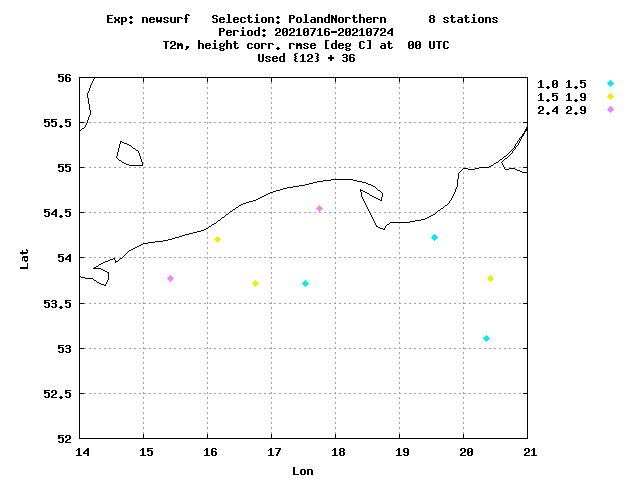 Exp: newsurf   Selection: PolandNorthern      8 stations
Period: 20210716-20210724
T2m, height corr. rmse [deg C] at  00 UTC
Used {12} + 36
1.0 1.5
1.5 1.9
2.4 2.9
56
55.5
55
54.5
54
53.5
53
52.5
52
Lat
14 15 16 17 18 19 20 21
Lon